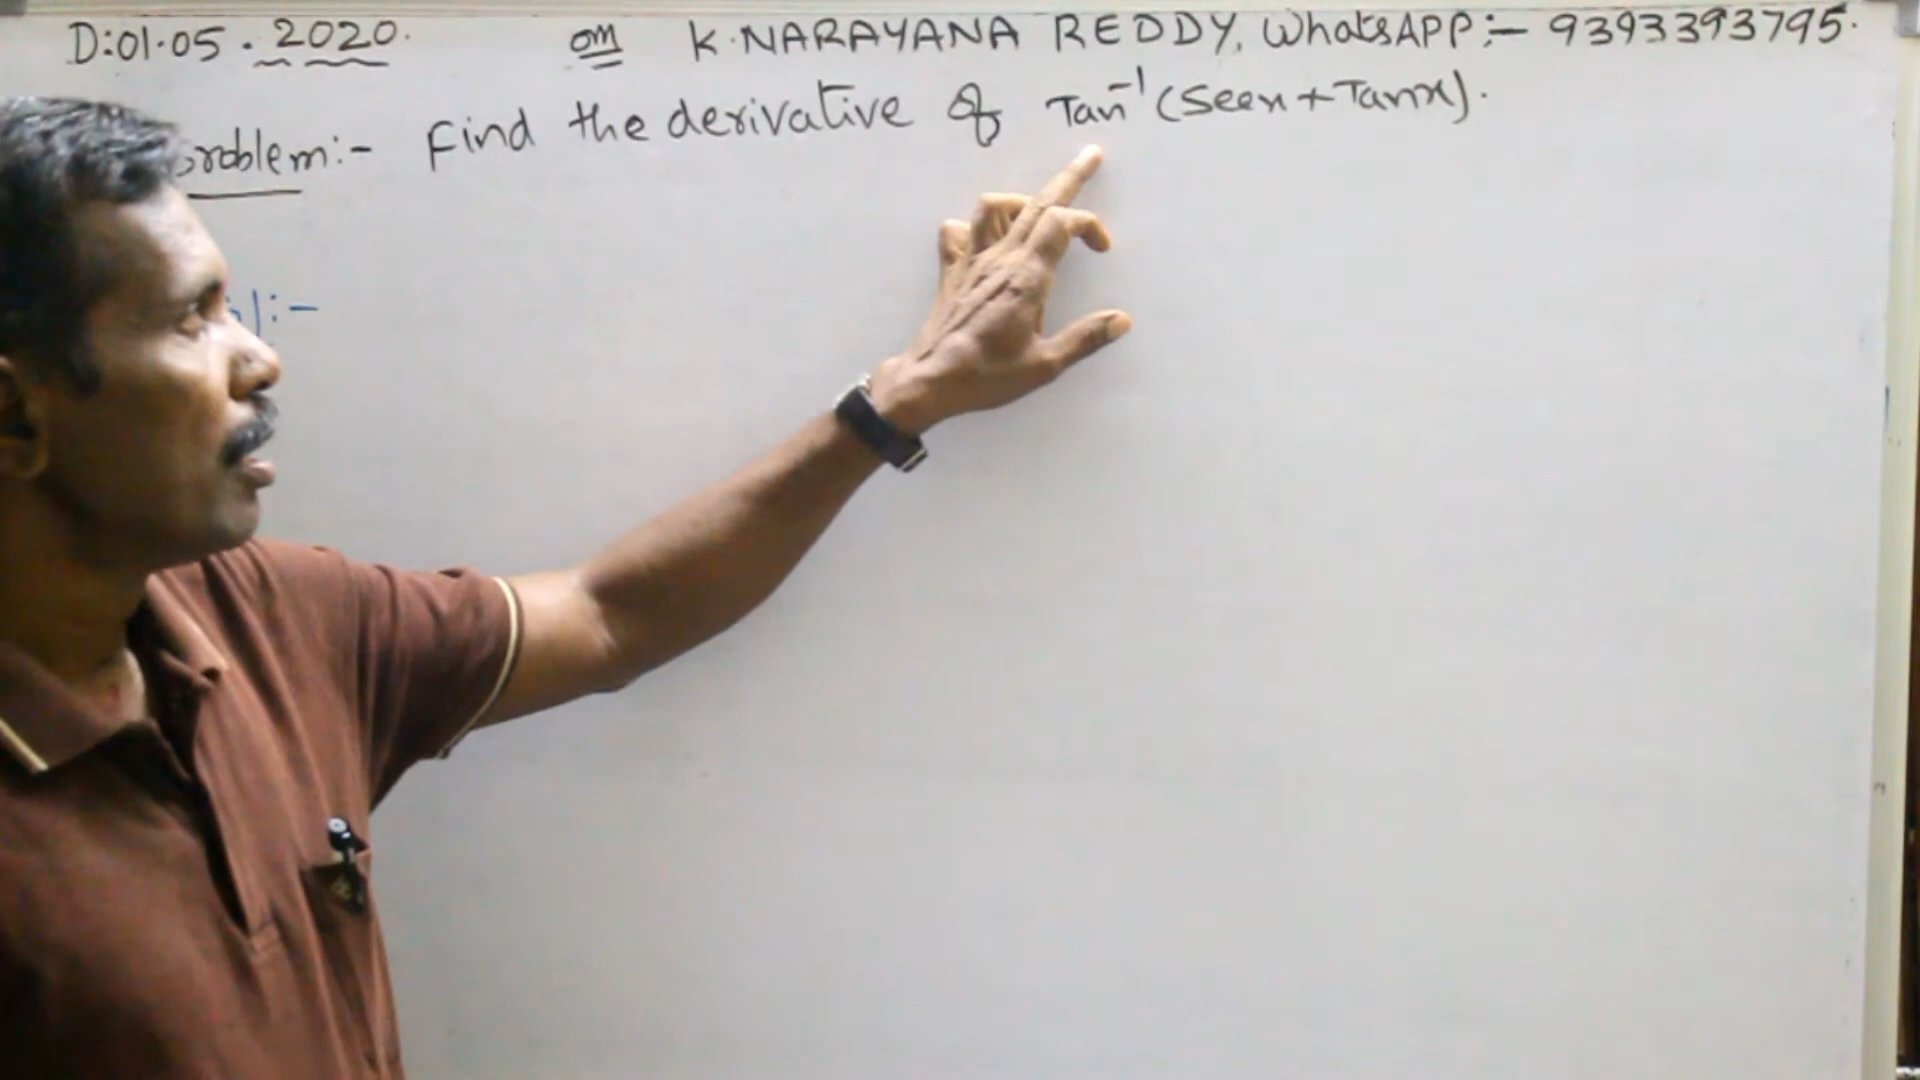 D:01.05.2020. om K.NARAYANA REDDY, WhatsAPP:- 9393393795.
problem:- Find the derivative of Tan⁻¹(Secx+Tanx).
):-